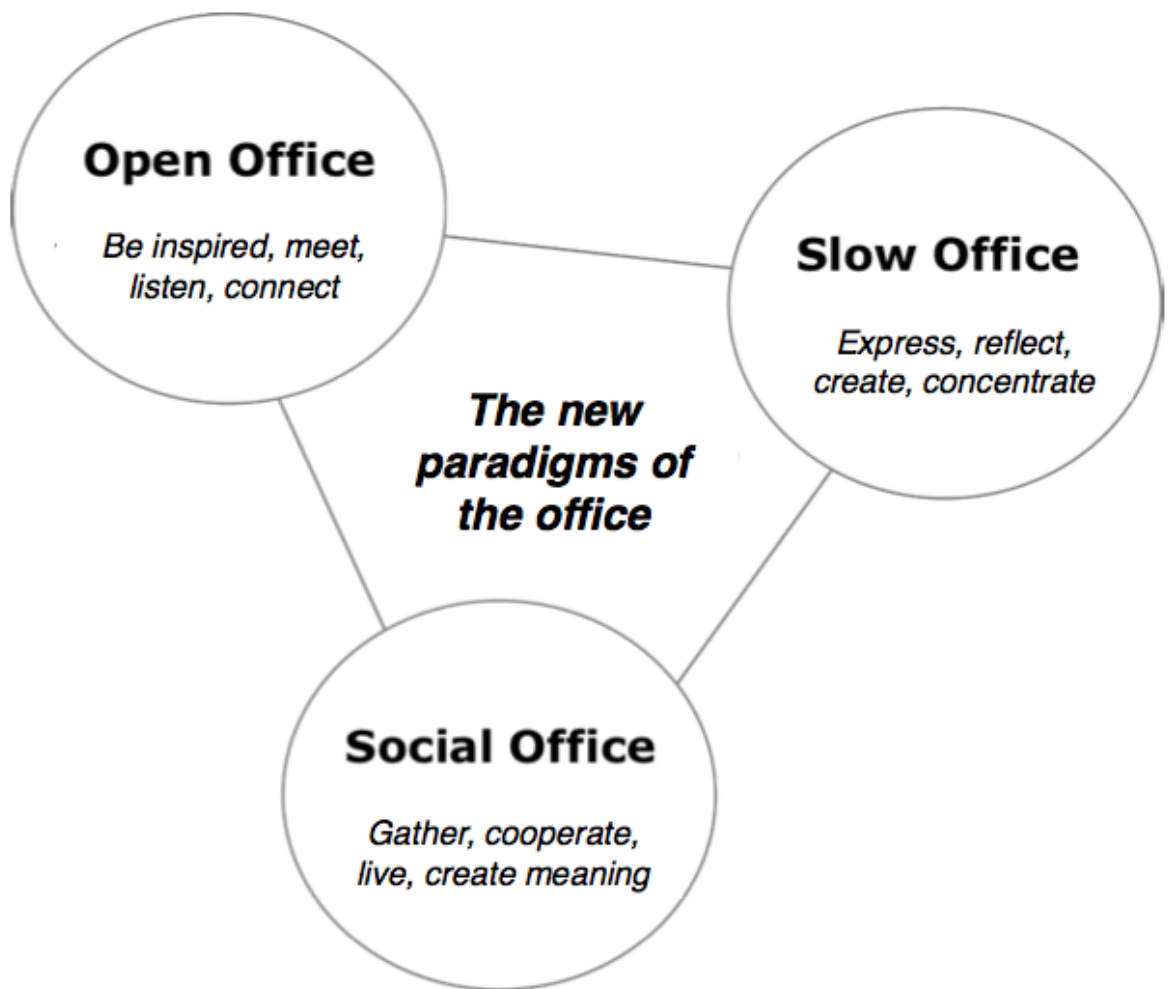 Open Office
Be inspired, meet,
listen, connect
Slow Office
Express, reflect,
create, concentrate
The new
paradigms of
the office
Social Office
Gather, cooperate,
live, create meaning